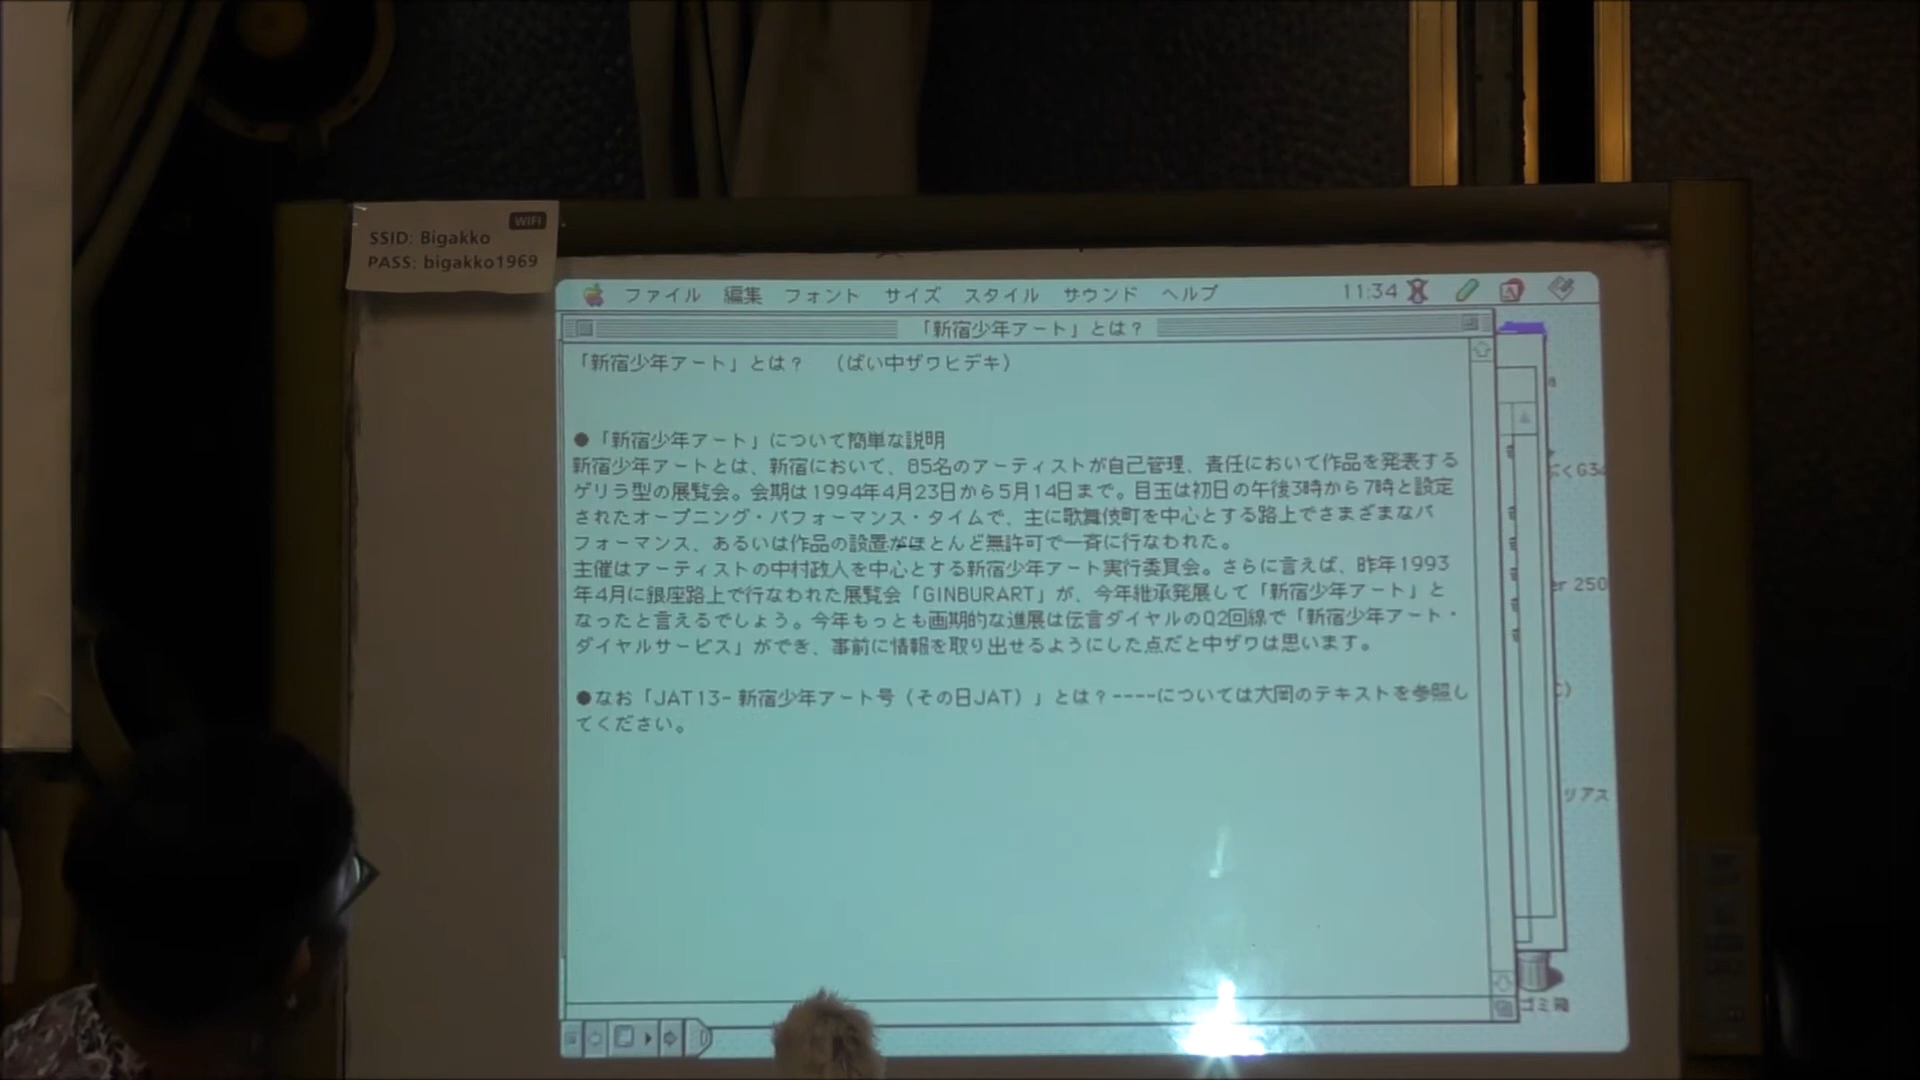 WIFI
SSID: Bigakko
PASS: bigakko1969
ファイル 編集 フォント サイズ スタイル サウンド ヘルプ 11:34
「新宿少年アート」とは？
「新宿少年アート」とは？ （ばい中ザワヒデキ）
●「新宿少年アート」について簡単な説明
新宿少年アートとは、新宿において、85名のアーティストが自己管理、責任において作品を発表する
ゲリラ型の展覧会。会期は1994年4月23日から5月14日まで。目玉は初日の午後3時から7時と設定
されたオープニング・パフォーマンス・タイムで、主に歌舞伎町を中心とする路上でさまざまなパ
フォーマンス、あるいは作品の設置がほとんど無許可で一斉に行なわれた。
主催はアーティストの中村政人を中心とする新宿少年アート実行委員会。さらに言えば、昨年1993
年4月に銀座路上で行なわれた展覧会「GINBURART」が、今年継承発展して「新宿少年アート」と
なったと言えるでしょう。今年もっとも画期的な進展は伝言ダイヤルのQ2回線で「新宿少年アート・
ダイヤルサービス」ができ、事前に情報を取り出せるようにした点だと中ザワは思います。
●なお「JAT13-新宿少年アート号（その日JAT）」とは？----については大岡のテキストを参照し
てください。
er 250
リアス
ゴミ箱